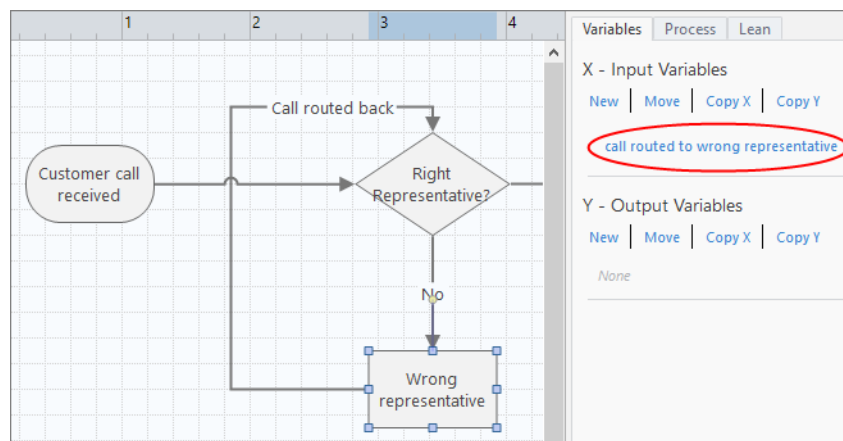 1 2 3 4
Call routed back
Customer call
received
Right
Representative?
No
Wrong
representative
Variables Process Lean
X - Input Variables
New Move Copy X Copy Y
call routed to wrong representative
Y - Output Variables
New Move Copy X Copy Y
None